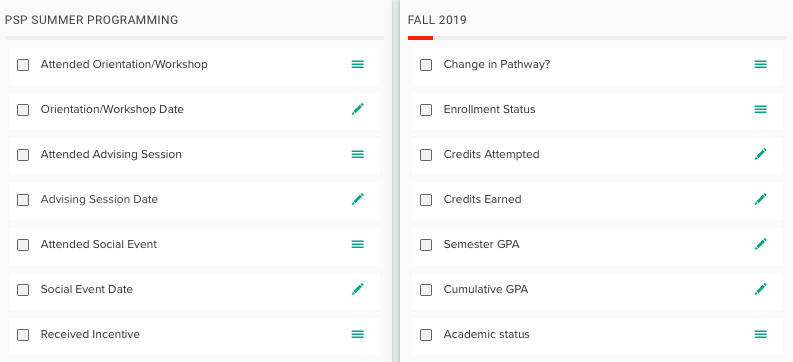 PSP SUMMER PROGRAMMING
Attended Orientation/Workshop
Orientation/Workshop Date
Attended Advising Session
Advising Session Date
Attended Social Event
Social Event Date
Received Incentive
FALL 2019
Change in Pathway?
Enrollment Status
Credits Attempted
Credits Earned
Semester GPA
Cumulative GPA
Academic status